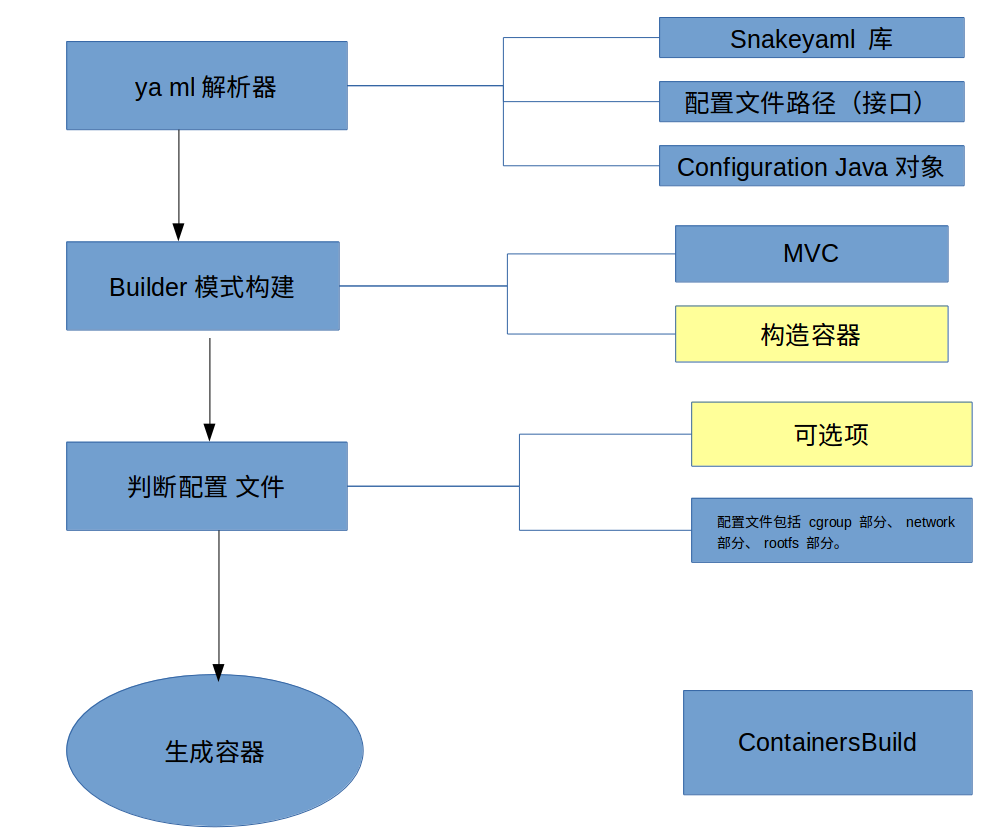 ya ml 解析器
Snakeyaml 库
配置文件路径（接口）
Configuration Java 对象
Builder 模式构建
MVC
构造容器
判断配置 文件
可选项
配置文件包括 cgroup 部分、 network
部分、 rootfs 部分。
生成容器
ContainersBuild